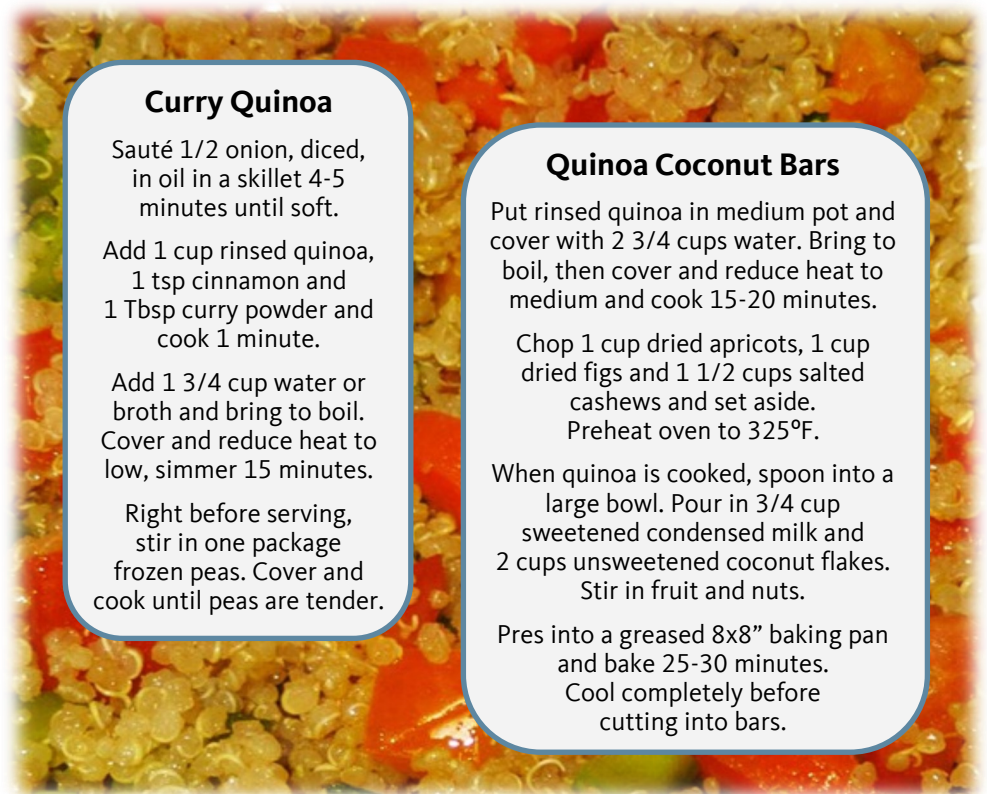 Curry Quinoa
Sauté 1/2 onion, diced,
in oil in a skillet 4-5
minutes until soft.
Add 1 cup rinsed quinoa,
1 tsp cinnamon and
1 Tbsp curry powder and
cook 1 minute.
Add 1 3/4 cup water or
broth and bring to boil.
Cover and reduce heat to
low, simmer 15 minutes.
Right before serving,
stir in one package
frozen peas. Cover and
cook until peas are tender.
Quinoa Coconut Bars
Put rinsed quinoa in medium pot and
cover with 2 3/4 cups water. Bring to
boil, then cover and reduce heat to
medium and cook 15-20 minutes.
Chop 1 cup dried apricots, 1 cup
dried figs and 1 1/2 cups salted
cashews and set aside.
Preheat oven to 325ºF.
When quinoa is cooked, spoon into a
large bowl. Pour in 3/4 cup
sweetened condensed milk and
2 cups unsweetened coconut flakes.
Stir in fruit and nuts.
Pres into a greased 8x8” baking pan
and bake 25-30 minutes.
Cool completely before
cutting into bars.